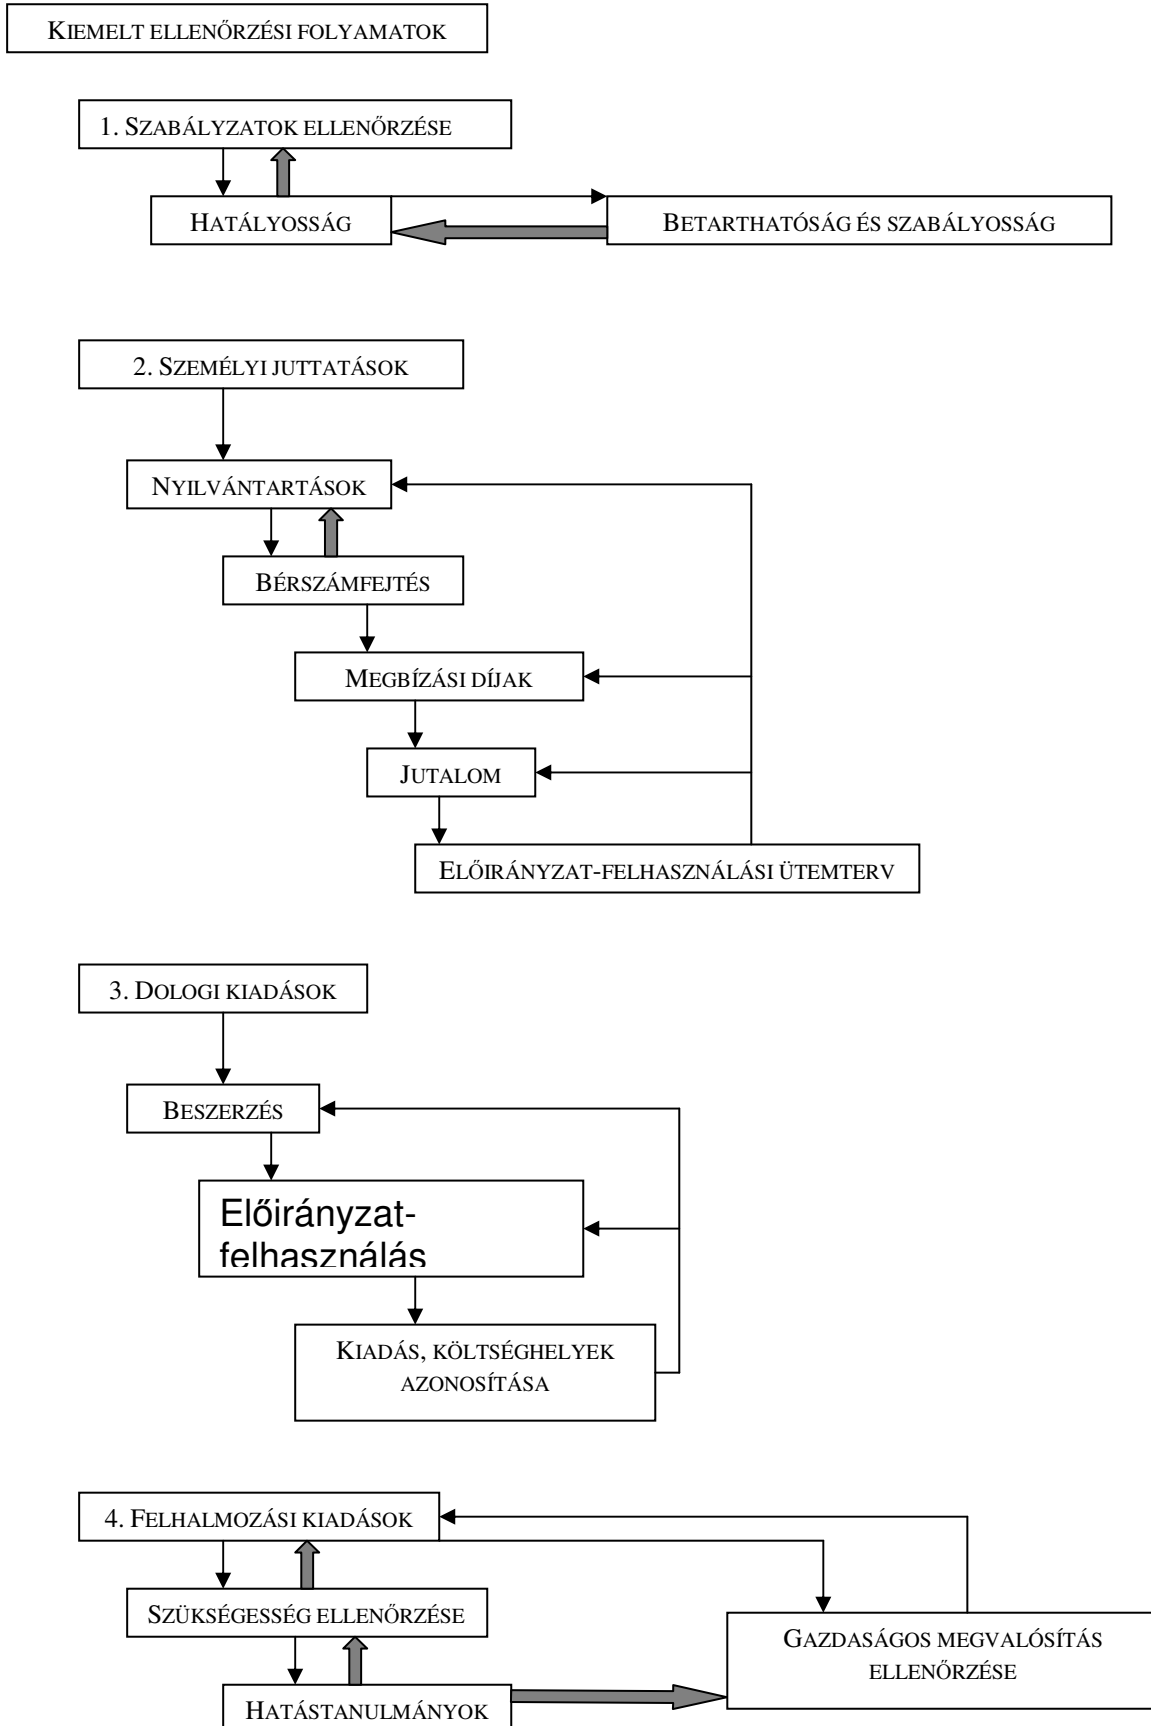 KIEMELT ELLENŐRZÉSI FOLYAMATOK
1. SZABÁLYZATOK ELLENŐRZÉSE
HATÁLYOSSÁG
BETARTHATÓSÁG ÉS SZABÁLYOSSÁG
2. SZEMÉLYI JUTTATÁSOK
NYILVÁNTARTÁSOK
BÉRSZÁMFEJTÉS
MEGBÍZÁSI DÍJAK
JUTALOM
ELŐIRÁNYZAT-FELHASZNÁLÁSI ÜTEMTERV
3. DOLOGI KIADÁSOK
BESZERZÉS
Előirányzat-
felhasználás
KIADÁS, KÖLTSÉGHELYEK
AZONOSÍTÁSA
4. FELHALMOZÁSI KIADÁSOK
SZÜKSÉGESSÉG ELLENŐRZÉSE
GAZDASÁGOS MEGVALÓSÍTÁS
ELLENŐRZÉSE
HATÁSTANULMÁNYOK